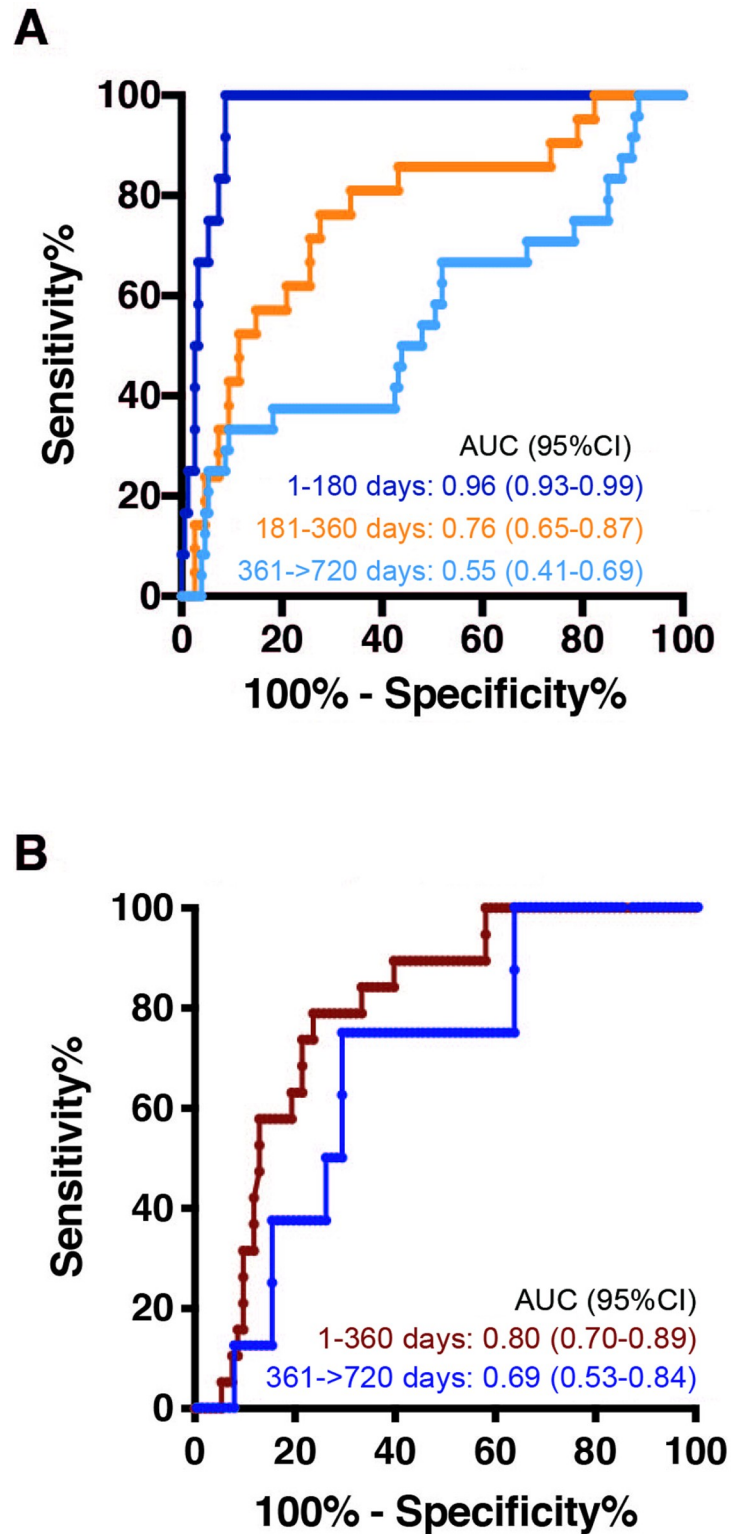 A
100
80
60
40
20
0
Sensitivity%
AUC (95%CI)
1-180 days: 0.96 (0.93-0.99)
181-360 days: 0.76 (0.65-0.87)
361->720 days: 0.55 (0.41-0.69)
0 20 40 60 80 100
100% - Specificity%
B
100
80
60
40
20
0
Sensitivity%
AUC (95%CI)
1-360 days: 0.80 (0.70-0.89)
361->720 days: 0.69 (0.53-0.84)
0 20 40 60 80 100
100% - Specificity%